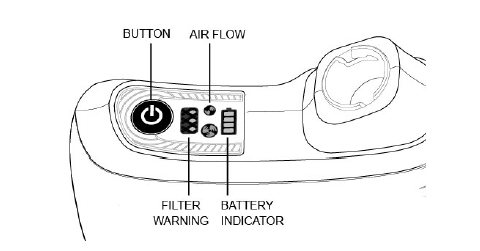 BUTTON
AIR FLOW
FILTER
WARNING
BATTERY
INDICATOR